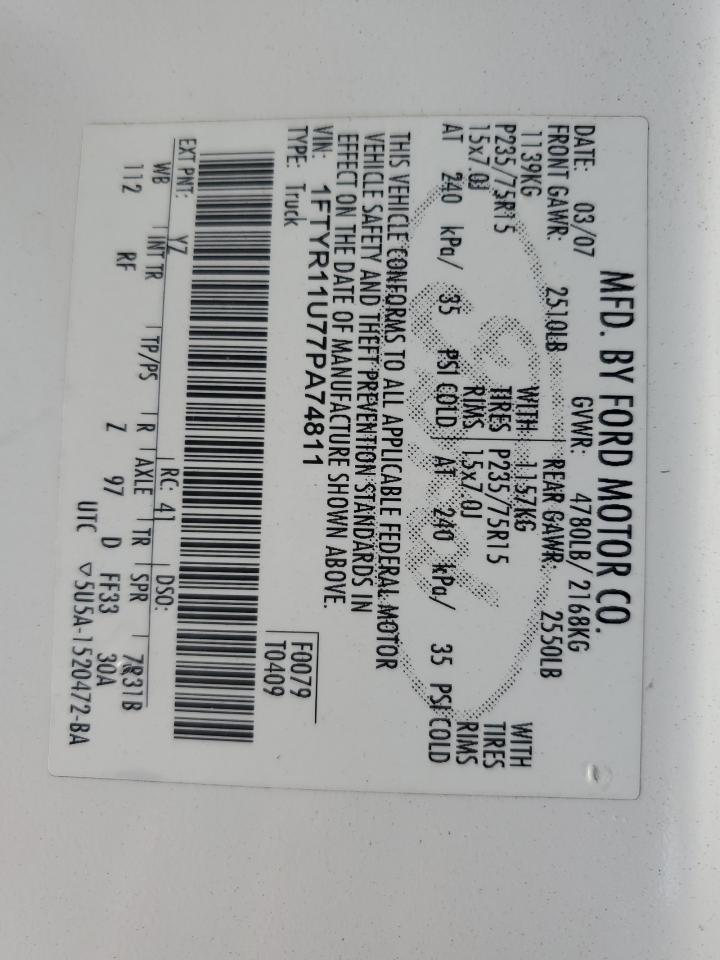 MFD. BY FORD MOTOR CO.
DATE: 03/07 GVWR: 4780LB/ 2168KG
FRONT GAWR: 2510LB REAR GAWR: 2550LB
1139KG WITH 1157KG WITH
P235/75R15 TIRES P235/75R15 TIRES
15x7.0J RIMS 15x7.0J RIMS
AT 240 kPa/ 35 PSI COLD AT 240 kPa/ 35 PSI COLD
THIS VEHICLE CONFORMS TO ALL APPLICABLE FEDERAL MOTOR
VEHICLE SAFETY AND THEFT PREVENTION STANDARDS IN
EFFECT ON THE DATE OF MANUFACTURE SHOWN ABOVE.
VIN: 1FTYR11U77PA74811
TYPE: Truck
F0079
T0409
EXT PNT: YZ RC: 41 DSO:
WB INT TR TP/PS R AXLE TR SPR
112 RF Z 97 D FF33 30A
UTC ▽5U5A-1520472-BA